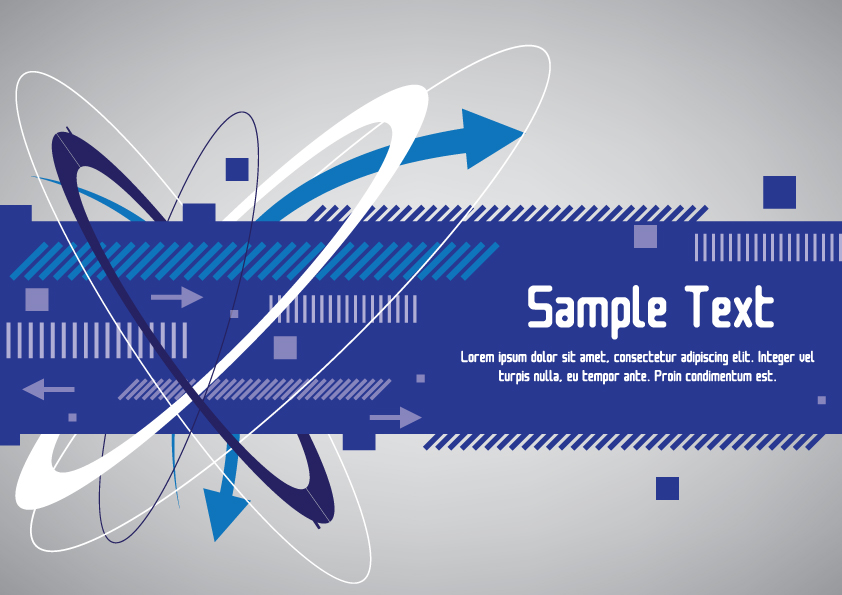 Sample Text
Lorem ipsum dolor sit amet, consectetur adipiscing elit. Integer vel
turpis nulla, eu tempor ante. Proin condimentum est.